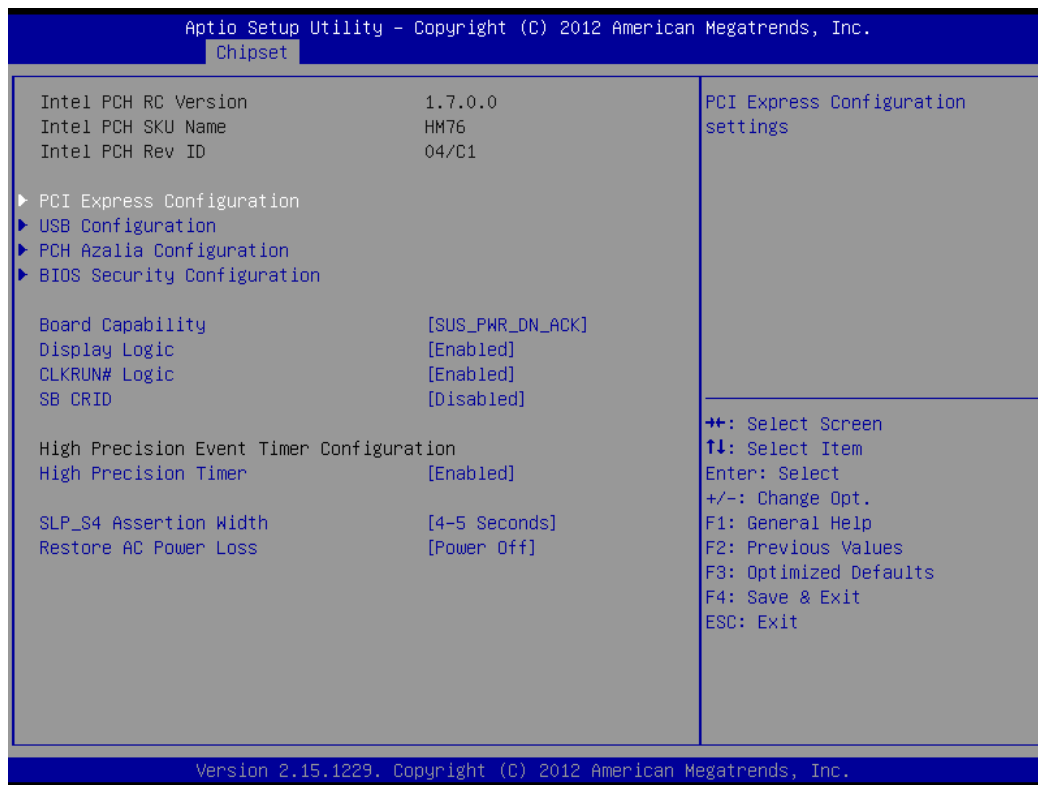 Aptio Setup Utility – Copyright (C) 2012 American Megatrends, Inc.
Chipset
Intel PCH RC Version 1.7.0.0
Intel PCH SKU Name HM76
Intel PCH Rev ID 04/C1
PCI Express Configuration
USB Configuration
PCH Azalia Configuration
BIOS Security Configuration
Board Capability [SUS_PWR_DN_ACK]
Display Logic [Enabled]
CLKRUN# Logic [Enabled]
SB CRID [Disabled]
High Precision Event Timer Configuration
High Precision Timer [Enabled]
SLP_S4 Assertion Width [4-5 Seconds]
Restore AC Power Loss [Power Off]
PCI Express Configuration
settings
→←: Select Screen
↑↓: Select Item
Enter: Select
+/-: Change Opt.
F1: General Help
F2: Previous Values
F3: Optimized Defaults
F4: Save & Exit
ESC: Exit
Version 2.15.1229. Copyright (C) 2012 American Megatrends, Inc.